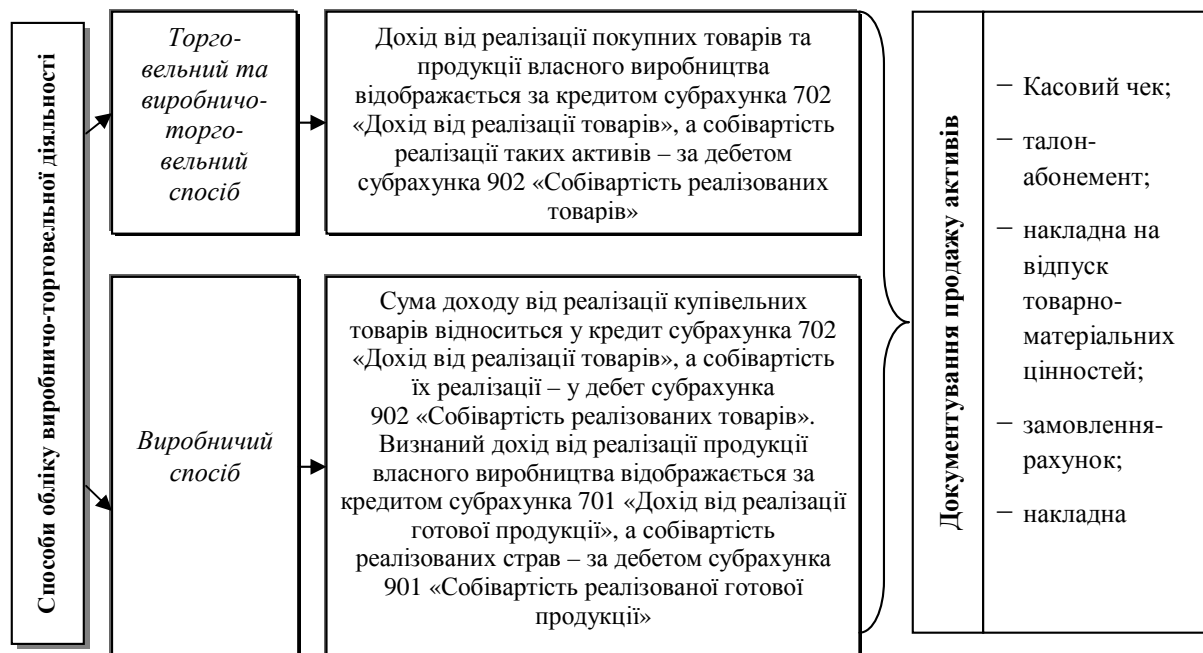 Способи обліку виробничо-торговельної діяльності
Торго-
вельний та
виробничо-
торго-
вельний
спосіб
Дохід від реалізації покупних товарів та
продукції власного виробництва
відображається за кредитом субрахунка 702
«Дохід від реалізації товарів», а собівартість
реалізації таких активів – за дебетом
субрахунка 902 «Собівартість реалізованих
товарів»
Виробничий
спосіб
Сума доходу від реалізації купівельних
товарів відноситься у кредит субрахунка 702
«Дохід від реалізації товарів», а собівартість
їх реалізації – у дебет субрахунка
902 «Собівартість реалізованих товарів».
Визнаний дохід від реалізації продукції
власного виробництва відображається за
кредитом субрахунка 701 «Дохід від реалізації
готової продукції», а собівартість
реалізованих страв – за дебетом субрахунка
901 «Собівартість реалізованої готової
продукції»
Документування продажу активів
− Касовий чек;
− талон-
абонемент;
− накладна на
відпуск
товарно-
матеріальних
цінностей;
− замовлення-
рахунок;
− накладна